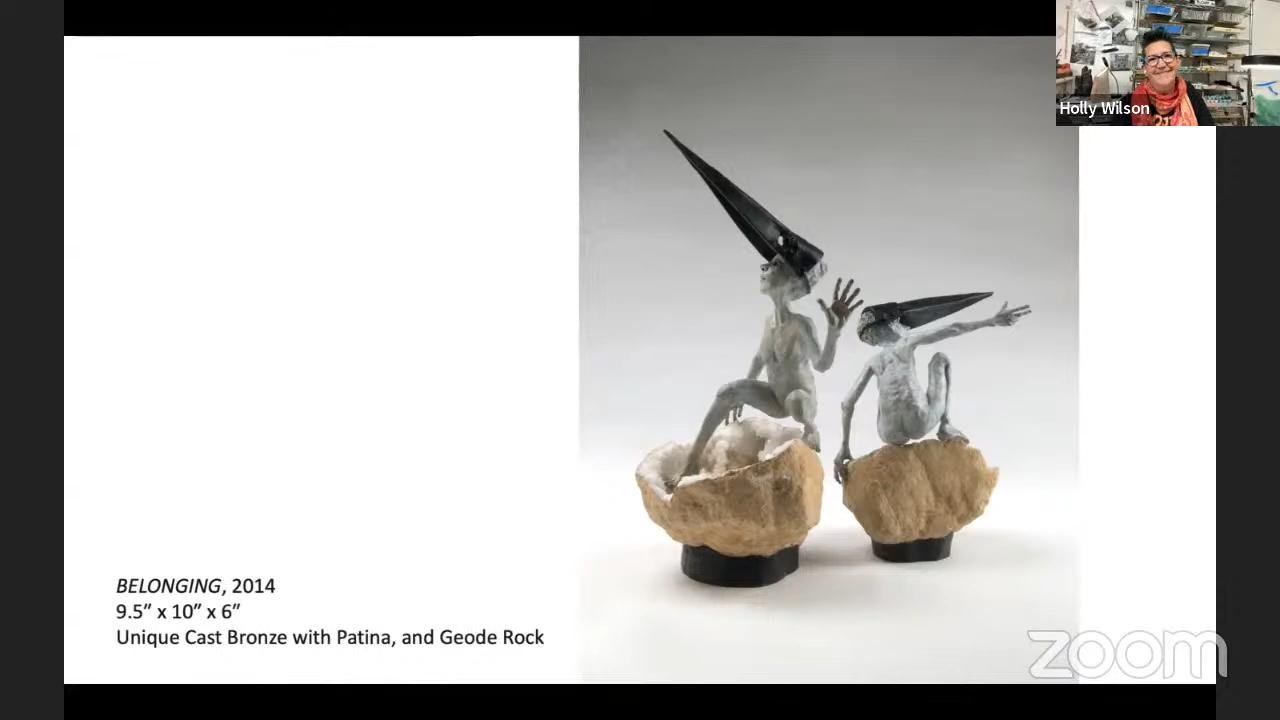 Holly Wilson
BELONGING, 2014
9.5” x 10” x 6”
Unique Cast Bronze with Patina, and Geode Rock
zoom